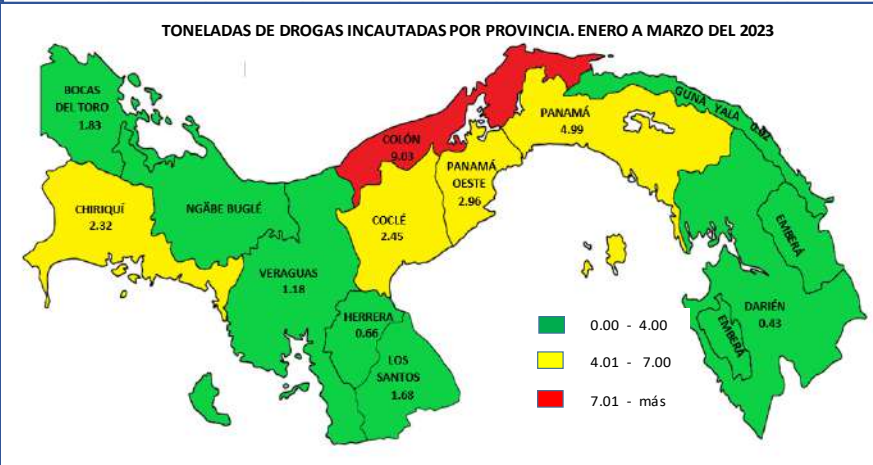 TONELADAS DE DROGAS INCAUTADAS POR PROVINCIA. ENERO A MARZO DEL 2023
BOCAS
DEL TORO
1.83
CHIRIQUÍ
2.32
NGÄBE BUGLÉ
VERAGUAS
1.18
HERRERA
0.66
LOS
SANTOS
1.68
COCLÉ
2.45
COLÓN
9.03
PANAMÁ
OESTE
2.96
PANAMÁ
4.99
GUNA YALA
EMBERÁ
DARIÉN
0.43
EMBERÁ
0.00 - 4.00
4.01 - 7.00
7.01 - más